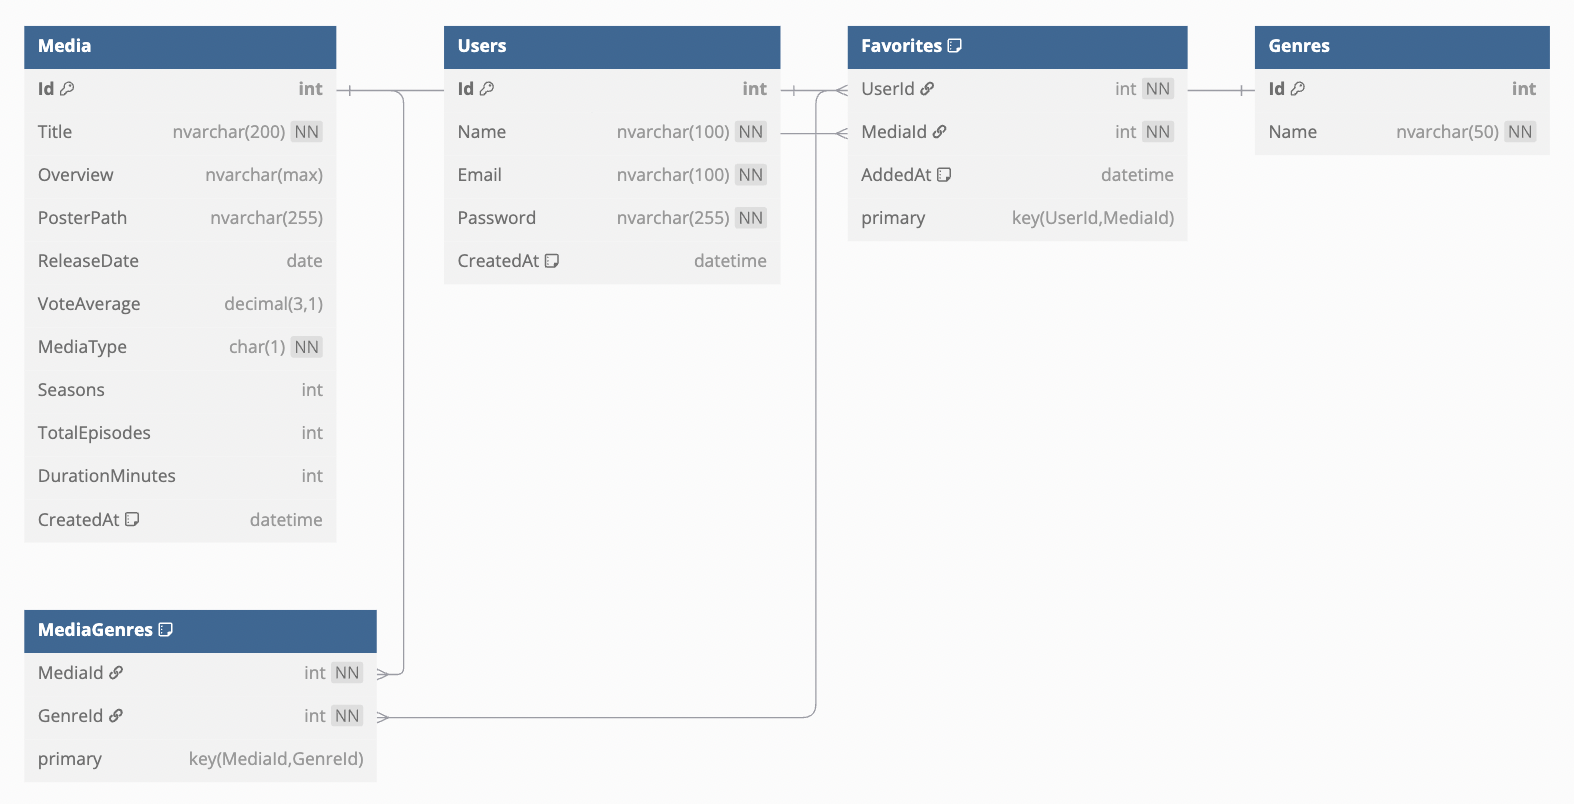 Media
Id int
Title nvarchar(200) NN
Overview nvarchar(max)
PosterPath nvarchar(255)
ReleaseDate date
VoteAverage decimal(3,1)
MediaType char(1) NN
Seasons int
TotalEpisodes int
DurationMinutes int
CreatedAt datetime
Users
Id int
Name nvarchar(100) NN
Email nvarchar(100) NN
Password nvarchar(255) NN
CreatedAt datetime
Favorites
UserId int NN
MediaId int NN
AddedAt datetime
primary key(UserId,MediaId)
Genres
Id int
Name nvarchar(50) NN
MediaGenres
MediaId int NN
GenreId int NN
primary key(MediaId,GenreId)